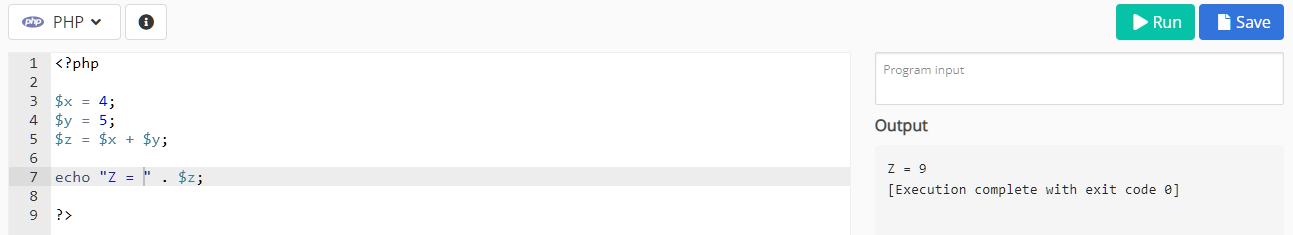 php PHP
Run
Save
1 <?php
2
3 $x = 4;
4 $y = 5;
5 $z = $x + $y;
6
7 echo "Z = " . $z;
8
9 ?>
Program input
Output
Z = 9
[Execution complete with exit code 0]